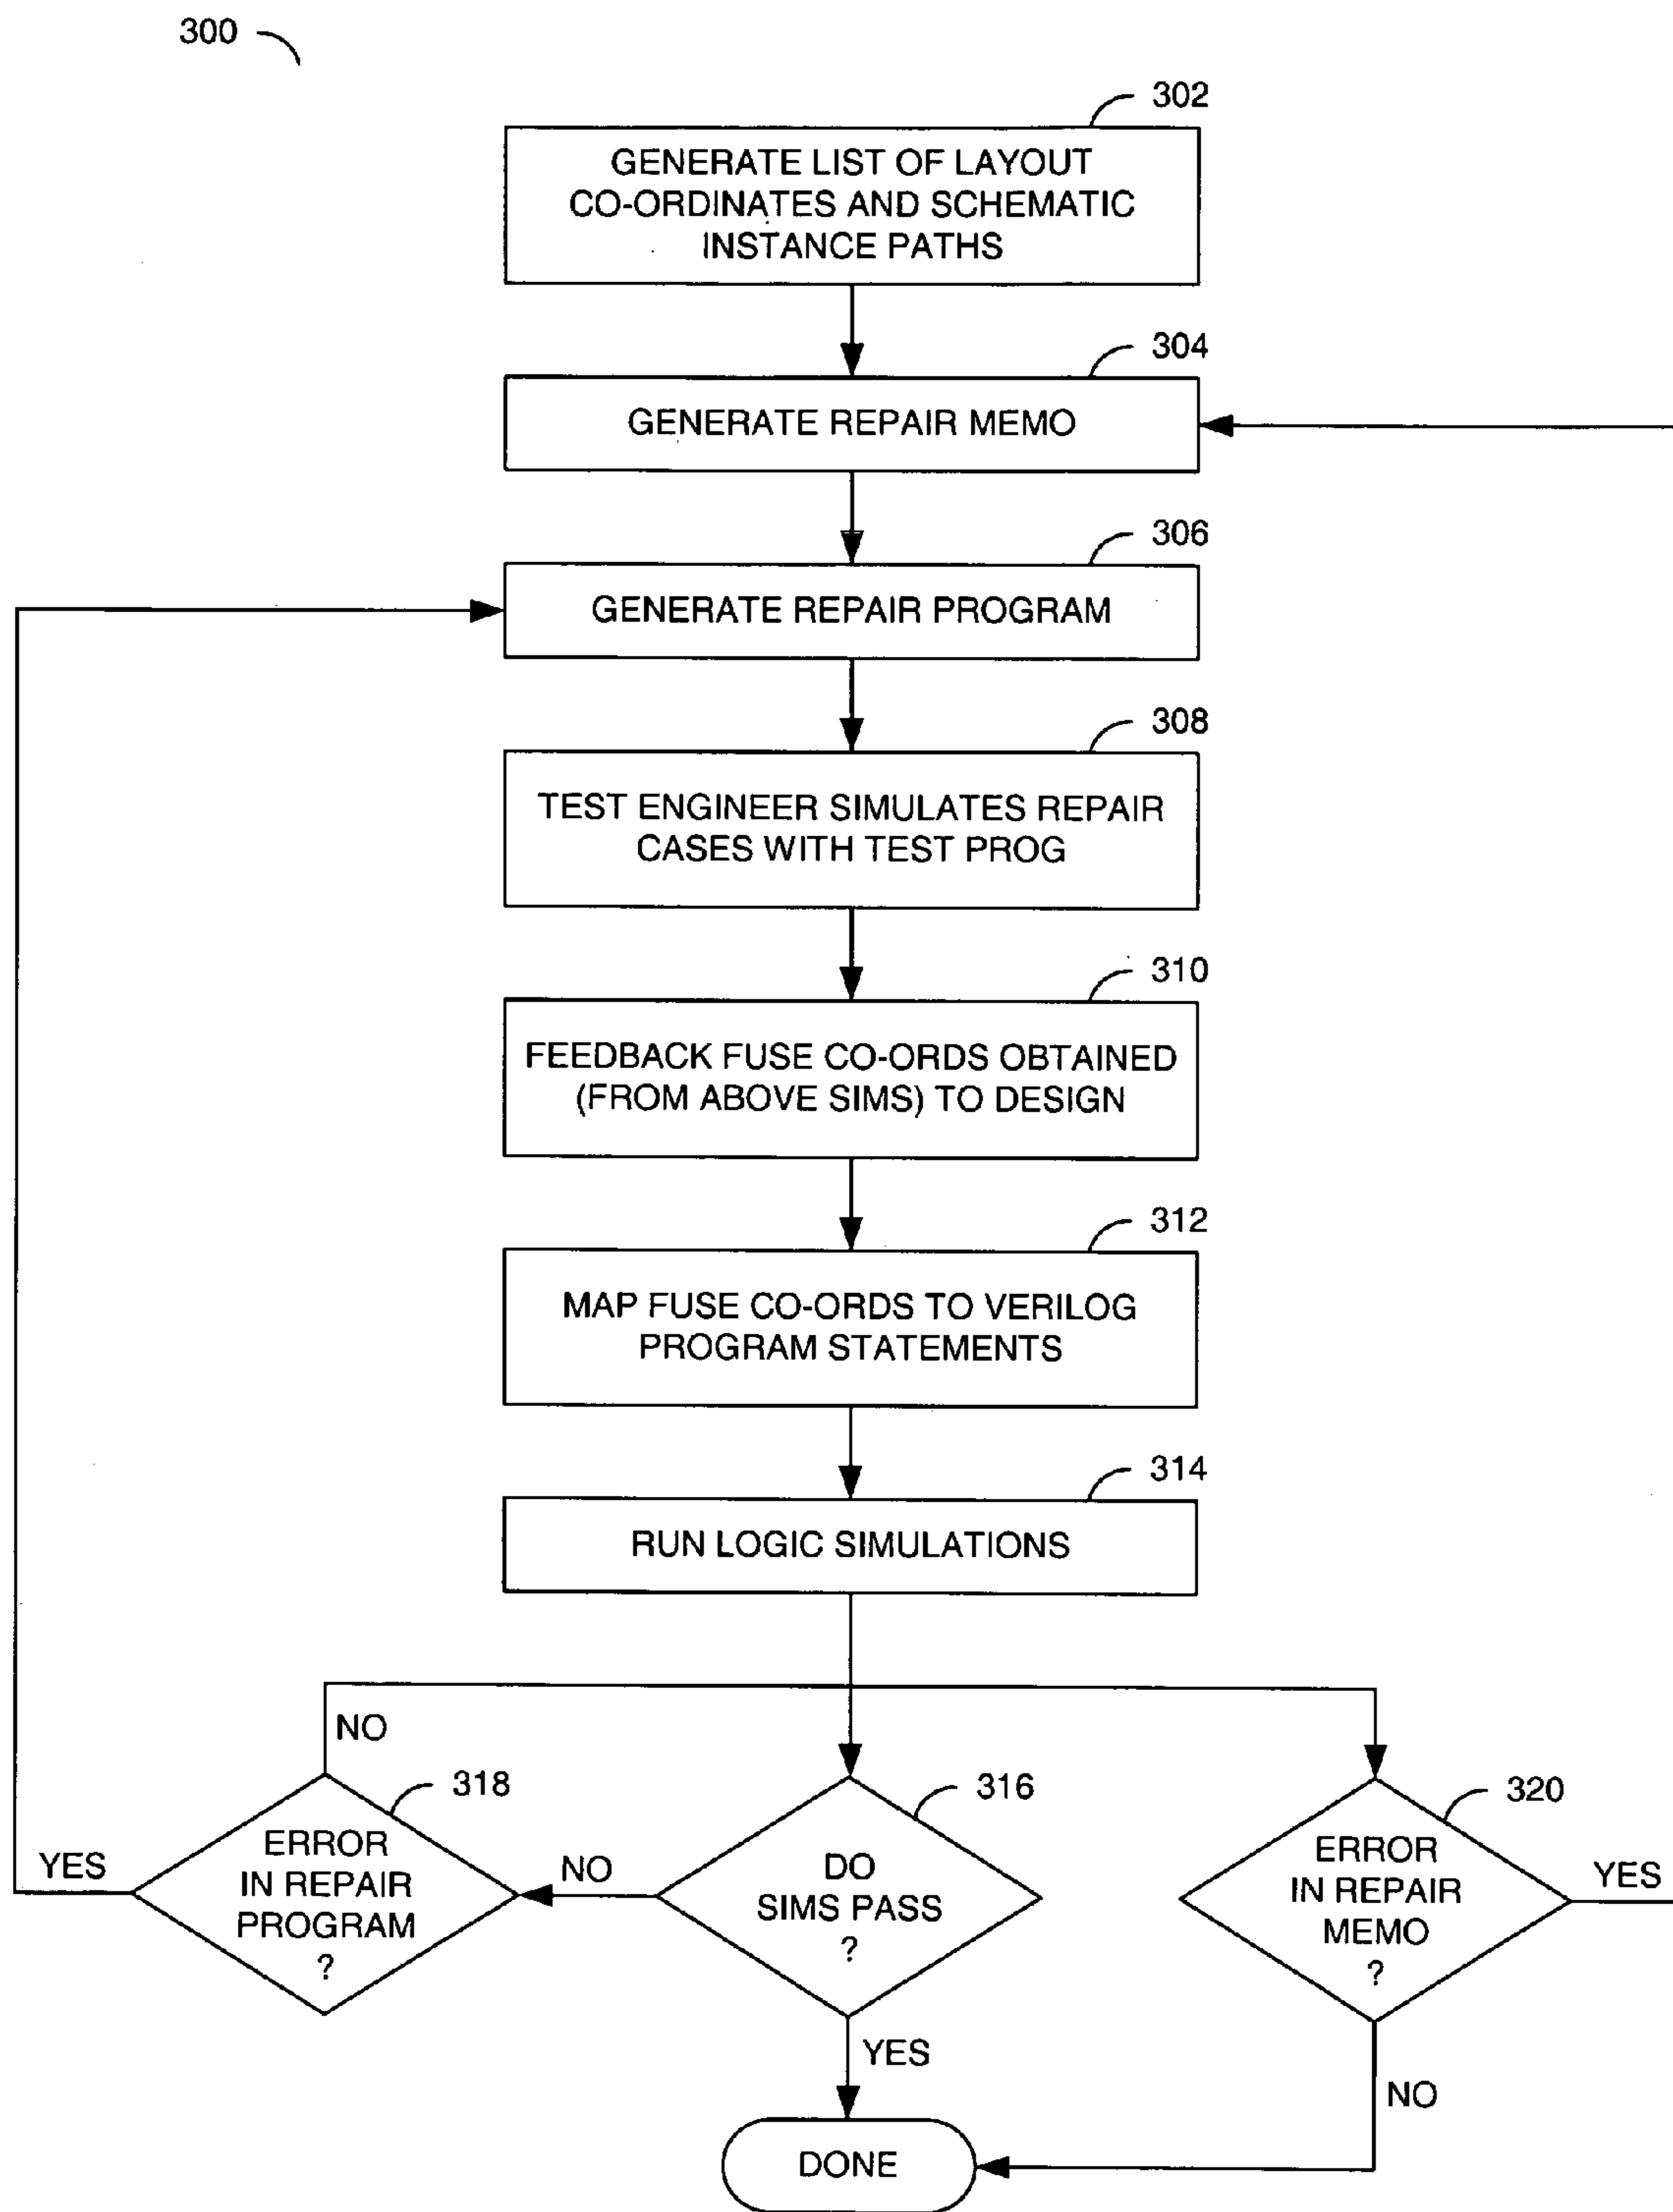 300
302
GENERATE LIST OF LAYOUT
CO-ORDINATES AND SCHEMATIC
INSTANCE PATHS
304
GENERATE REPAIR MEMO
306
GENERATE REPAIR PROGRAM
308
TEST ENGINEER SIMULATES REPAIR
CASES WITH TEST PROG
310
FEEDBACK FUSE CO-ORDS OBTAINED
(FROM ABOVE SIMS) TO DESIGN
312
MAP FUSE CO-ORDS TO VERILOG
PROGRAM STATEMENTS
314
RUN LOGIC SIMULATIONS
NO
318
ERROR
IN REPAIR
PROGRAM
?
YES
NO
316
DO
SIMS PASS
?
YES
320
ERROR
IN REPAIR
MEMO
?
YES
NO
DONE